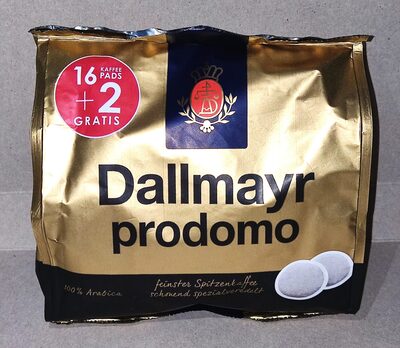 16 KAFFEE PADS
+2
GRATIS
Dallmayr
prodomo
100% Arabica
feinster Spitzenkaffee
schonend spezialveredelt